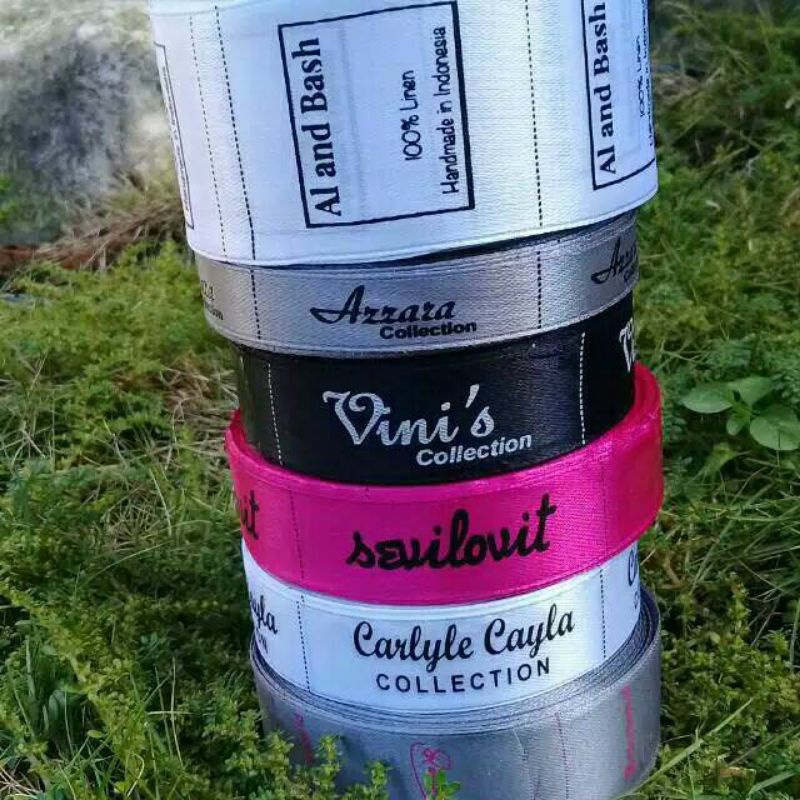 Al and Bash
100% Linen
Handmade in Indonesia
Al and Bash
100% Linen
Azzara
Collection
Vini's
Collection
sevilovit
Carlyle Cayla
COLLECTION